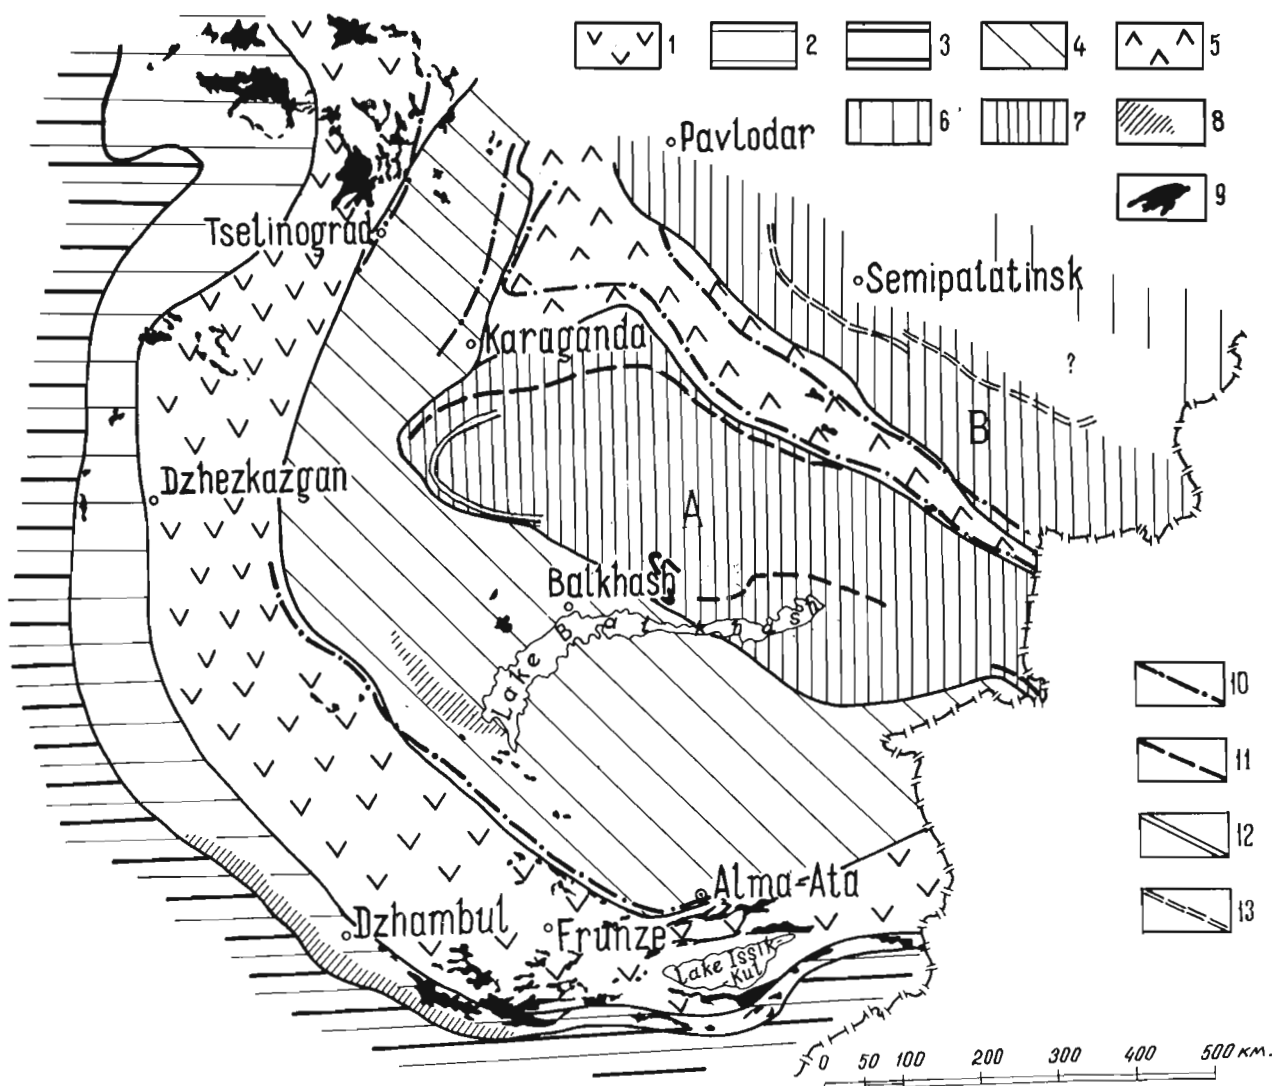 1
2
3
4
5
6
7
8
9
Pavlodar
Tselinograd
Semipalatinsk
Karaganda
?
B
Dzhezkazgan
A
Balkhash
Lake Balkhash
10
11
12
13
Alma-Ata
Dzhambul
Frunze
Lake Issik-
Kul
0 50 100 200 300 400 500 км.